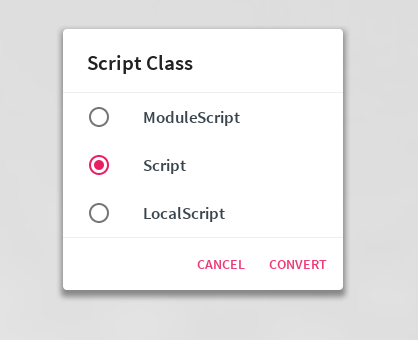 Script Class
ModuleScript
Script
LocalScript
CANCEL CONVERT